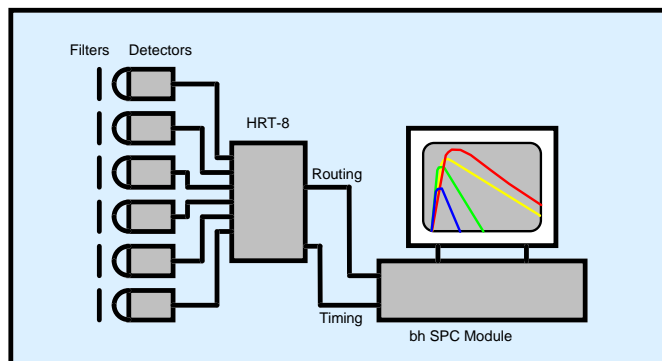 Filters Detectors
HRT-8
Routing
Timing
bh SPC Module